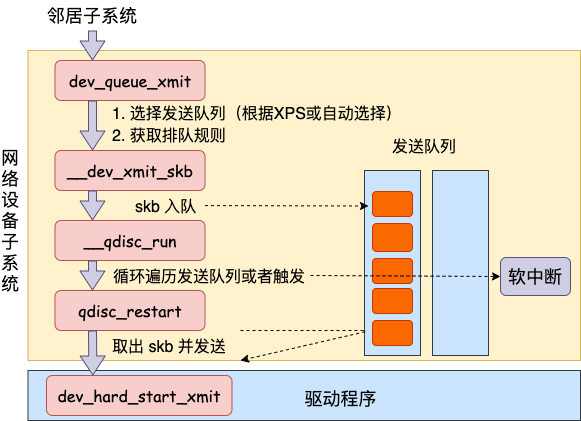 邻居子系统
网络设备子系统
dev_queue_xmit
1. 选择发送队列（根据XPS或自动选择）
2. 获取排队规则
发送队列
__dev_xmit_skb
skb 入队
__qdisc_run
循环遍历发送队列或者触发
软中断
qdisc_restart
取出 skb 并发送
dev_hard_start_xmit
驱动程序